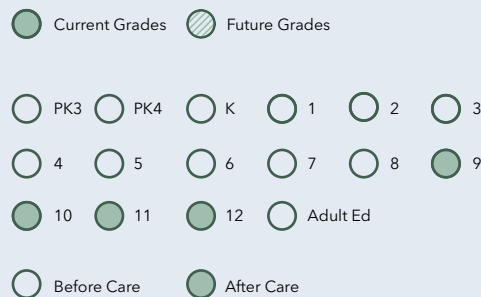 Current Grades Future Grades
PK3 PK4 K 1 2 3
4 5 6 7 8 9
10 11 12 Adult Ed
Before Care After Care